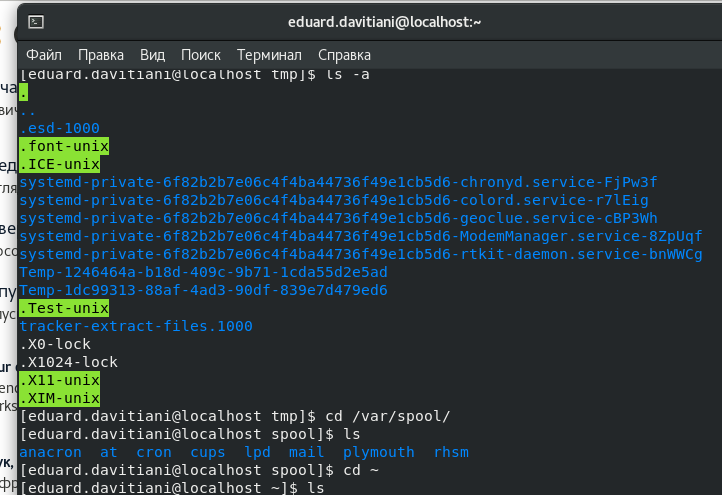 eduard.davitiani@localhost:~
Файл Правка Вид Поиск Терминал Справка
[eduard.davitiani@localhost tmp]$ ls -a
.
..
.esd-1000
.font-unix
.ICE-unix
systemd-private-6f82b2b7e06c4f4ba44736f49e1cb5d6-chronyd.service-FjPw3f
systemd-private-6f82b2b7e06c4f4ba44736f49e1cb5d6-colord.service-r7lEig
systemd-private-6f82b2b7e06c4f4ba44736f49e1cb5d6-geoclue.service-cBP3Wh
systemd-private-6f82b2b7e06c4f4ba44736f49e1cb5d6-ModemManager.service-8ZpUqf
systemd-private-6f82b2b7e06c4f4ba44736f49e1cb5d6-rtkit-daemon.service-bnWWCg
Temp-1246464a-b18d-409c-9b71-1cda55d2e5ad
Temp-1dc99313-88af-4ad3-90df-839e7d479ed6
.Test-unix
tracker-extract-files.1000
.X0-lock
.X1024-lock
.X11-unix
.XIM-unix
[eduard.davitiani@localhost tmp]$ cd /var/spool/
[eduard.davitiani@localhost spool]$ ls
anacron at cron cups lpd mail plymouth rhsm
[eduard.davitiani@localhost spool]$ cd ~
[eduard.davitiani@localhost ~]$ ls